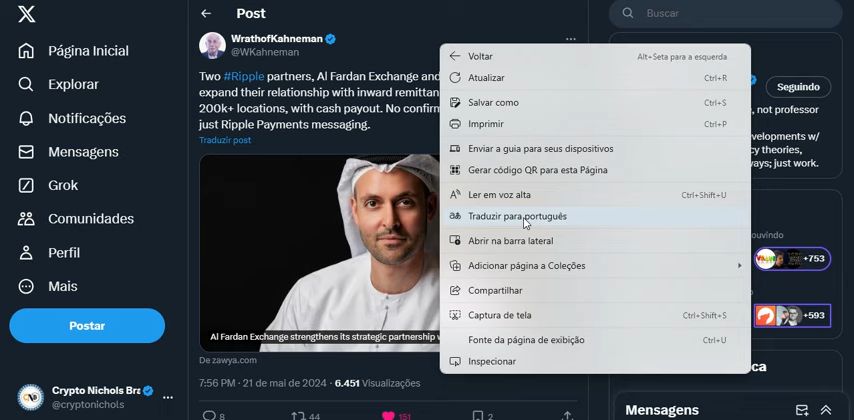 Post
Buscar
Página Inicial
Explorar
Notificações
Mensagens
Grok
Comunidades
Perfil
Mais
Postar
Crypto Nichols Bra
@cryptonichols
WrathofKahneman
@WKahneman
Two #Ripple partners, Al Fardan Exchange and
expand their relationship with inward remittan
200k+ locations, with cash payout. No confirm
just Ripple Payments messaging.
Traduzir post
Al Fardan Exchange strengthens its strategic partnership w
De zawya.com
7:56 PM · 21 de mai de 2024 · 6.451 Visualizações
8 44 151 2
Voltar Alt+Seta para a esquerda
Atualizar Ctrl+R
Salvar como Ctrl+S
Imprimir Ctrl+P
Enviar a guia para seus dispositivos
Gerar código QR para esta Página
Ler em voz alta Ctrl+Shift+U
Traduzir para português
Abrir na barra lateral
Adicionar página a Coleções
Compartilhar
Captura de tela Ctrl+Shift+S
Fonte da página de exibição Ctrl+U
Inspecionar
Seguindo
, not professor
velopments w/
cy theories,
ways; just work.
ouvindo
+753
+593
ca
Mensagens